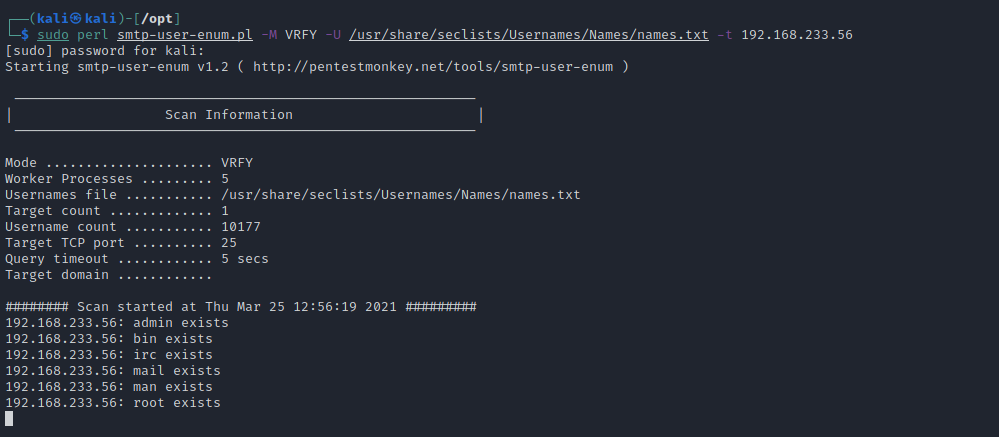 (kali㉿kali)-[/opt]
$ sudo perl smtp-user-enum.pl -M VRFY -U /usr/share/seclists/Usernames/Names/names.txt -t 192.168.233.56
[sudo] password for kali:
Starting smtp-user-enum v1.2 ( http://pentestmonkey.net/tools/smtp-user-enum )
| Scan Information |
Mode ..................... VRFY
Worker Processes ......... 5
Usernames file ........... /usr/share/seclists/Usernames/Names/names.txt
Target count ............. 1
Username count ........... 10177
Target TCP port .......... 25
Query timeout ............ 5 secs
Target domain ............
######## Scan started at Thu Mar 25 12:56:19 2021 #########
192.168.233.56: admin exists
192.168.233.56: bin exists
192.168.233.56: irc exists
192.168.233.56: mail exists
192.168.233.56: man exists
192.168.233.56: root exists